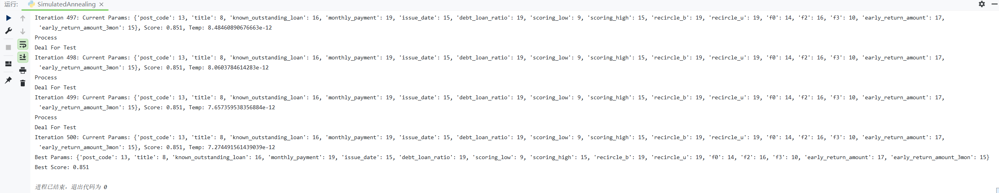 运行: SimulatedAnnealing
Iteration 497: Current Params: {'post_code': 13, 'title': 8, 'known_outstanding_loan': 16, 'monthly_payment': 19, 'issue_date': 15, 'debt_loan_ratio': 19, 'scoring_low': 9, 'scoring_high': 15, 'recircle_b': 19, 'recircle_u': 19, 'f0': 14, 'f2': 16, 'f3': 10, 'early_return_amount': 17,
'early_return_amount_3mon': 15}, Score: 0.851, Temp: 8.48460890676663e-12
Process
Deal For Test
Iteration 498: Current Params: {'post_code': 13, 'title': 8, 'known_outstanding_loan': 16, 'monthly_payment': 19, 'issue_date': 15, 'debt_loan_ratio': 19, 'scoring_low': 9, 'scoring_high': 15, 'recircle_b': 19, 'recircle_u': 19, 'f0': 14, 'f2': 16, 'f3': 10, 'early_return_amount': 17,
'early_return_amount_3mon': 15}, Score: 0.851, Temp: 8.0603784614283e-12
Process
Deal For Test
Iteration 499: Current Params: {'post_code': 13, 'title': 8, 'known_outstanding_loan': 16, 'monthly_payment': 19, 'issue_date': 15, 'debt_loan_ratio': 19, 'scoring_low': 9, 'scoring_high': 15, 'recircle_b': 19, 'recircle_u': 19, 'f0': 14, 'f2': 16, 'f3': 10, 'early_return_amount': 17,
'early_return_amount_3mon': 15}, Score: 0.851, Temp: 7.657359538356884e-12
Process
Deal For Test
Iteration 500: Current Params: {'post_code': 13, 'title': 8, 'known_outstanding_loan': 16, 'monthly_payment': 19, 'issue_date': 15, 'debt_loan_ratio': 19, 'scoring_low': 9, 'scoring_high': 15, 'recircle_b': 19, 'recircle_u': 19, 'f0': 14, 'f2': 16, 'f3': 10, 'early_return_amount': 17,
'early_return_amount_3mon': 15}, Score: 0.851, Temp: 7.274491561439039e-12
Best Params: {'post_code': 13, 'title': 8, 'known_outstanding_loan': 16, 'monthly_payment': 19, 'issue_date': 15, 'debt_loan_ratio': 19, 'scoring_low': 9, 'scoring_high': 15, 'recircle_b': 19, 'recircle_u': 19, 'f0': 14, 'f2': 16, 'f3': 10, 'early_return_amount': 17, 'early_return_amount_3mon': 15}
Best Score: 0.851
进程已结束，退出代码为 0